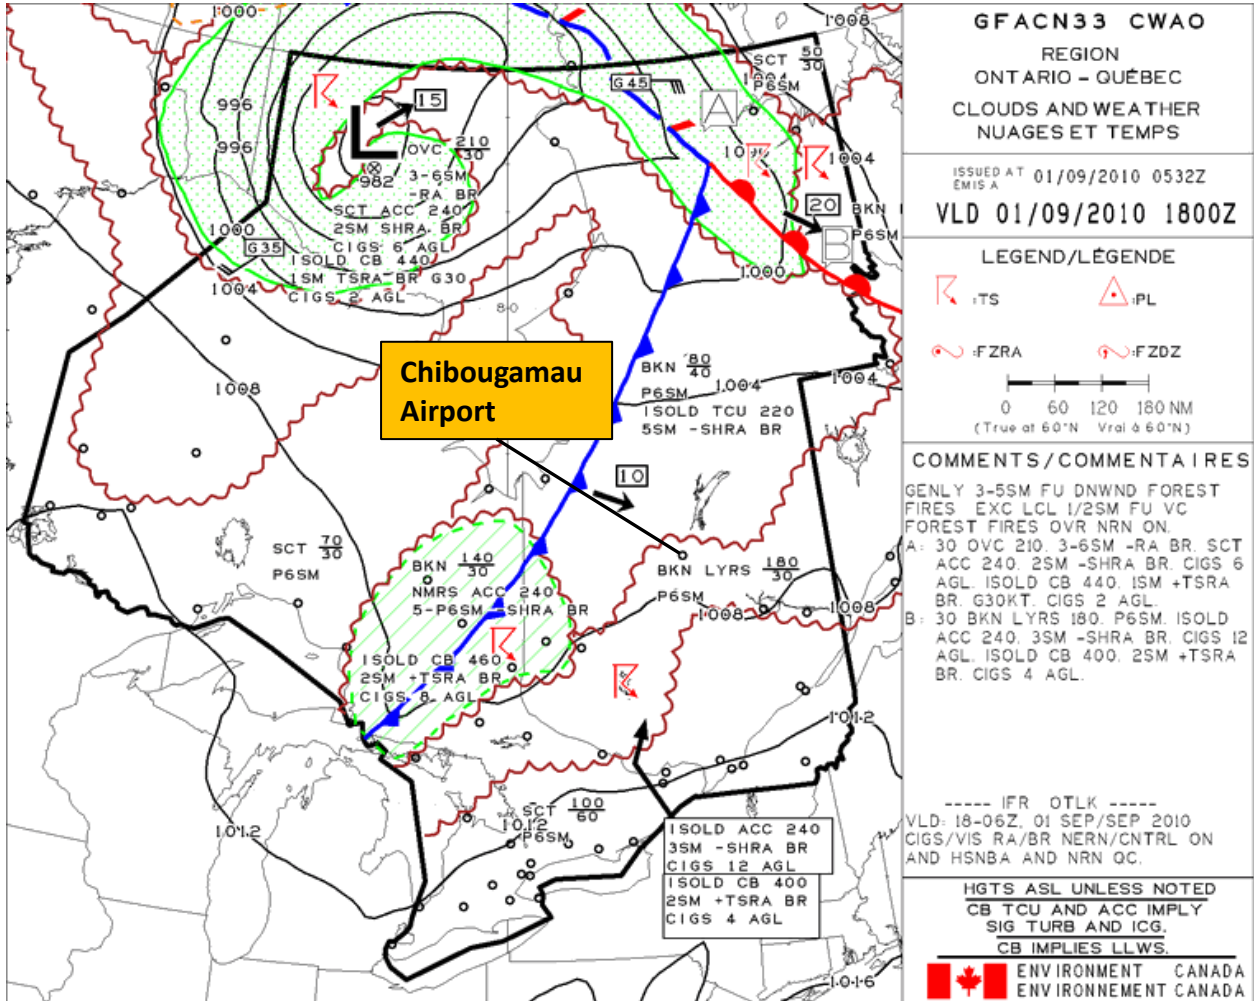 GFACN33 CWAO
REGION
ONTARIO - QUÉBEC
CLOUDS AND WEATHER
NUAGES ET TEMPS
ISSUED AT
ÉMIS A
01/09/2010 0532Z
VLD 01/09/2010 1800Z
LEGEND/LÉGENDE
:TS
:PL
:FZRA
:FZDZ
0 60 120 180 NM
(True at 60°N Vrai à 60°N)
COMMENTS/COMMENTAIRES
GENLY 3-5SM FU DNWND FOREST
FIRES EXC LCL 1/2SM FU VC
FOREST FIRES OVR NRN ON.
A: 30 OVC 210. 3-6SM -RA BR. SCT
ACC 240. 2SM -SHRA BR. CIGS 6
AGL. ISOLD CB 440. 1SM +TSRA
BR. G30KT. CIGS 2 AGL.
B: 30 BKN LYRS 180. P6SM. ISOLD
ACC 240. 3SM -SHRA BR. CIGS 12
AGL. ISOLD CB 400. 2SM +TSRA
BR. CIGS 4 AGL.
----- IFR OTLK -----
VLD: 18-06Z, 01 SEP/SEP 2010
CIGS/VIS RA/BR NERN/CNTRL ON
AND HSNBA AND NRN QC.
HGTS ASL UNLESS NOTED
CB TCU AND ACC IMPLY
SIG TURB AND ICG.
CB IMPLIES LLWS.
ENVIRONMENT CANADA
ENVIRONNEMENT CANADA
1000
1008
SCT 50/30
P6SM
G45
A
996
996
15
L
982
OVC 210/30
3-6SM
-RA BR
SCT ACC 240
2SM SHRA BR
CIGS 6 AGL
ISOLD CB 440
1SM TSRA BR G30
CIGS 2 AGL
1004
20
BKN
P6SM
B
1000
G35
1000
1004
80
Chibougamau
Airport
BKN 80/40
P6SM
ISOLD TCU 220
5SM -SHRA BR
1004
1004
1008
10
SCT 70/30
P6SM
BKN 140/30
NMRS ACC 240
5-P6SM -SHRA BR
ISOLD CB 460
2SM +TSRA BR
CIGS 8 AGL
BKN LYRS 180/30
P6SM
1008
1008
1012
SCT 100/60
P6SM
1012
1012
ISOLD ACC 240
3SM -SHRA BR
CIGS 12 AGL
ISOLD CB 400
2SM +TSRA BR
CIGS 4 AGL
1016